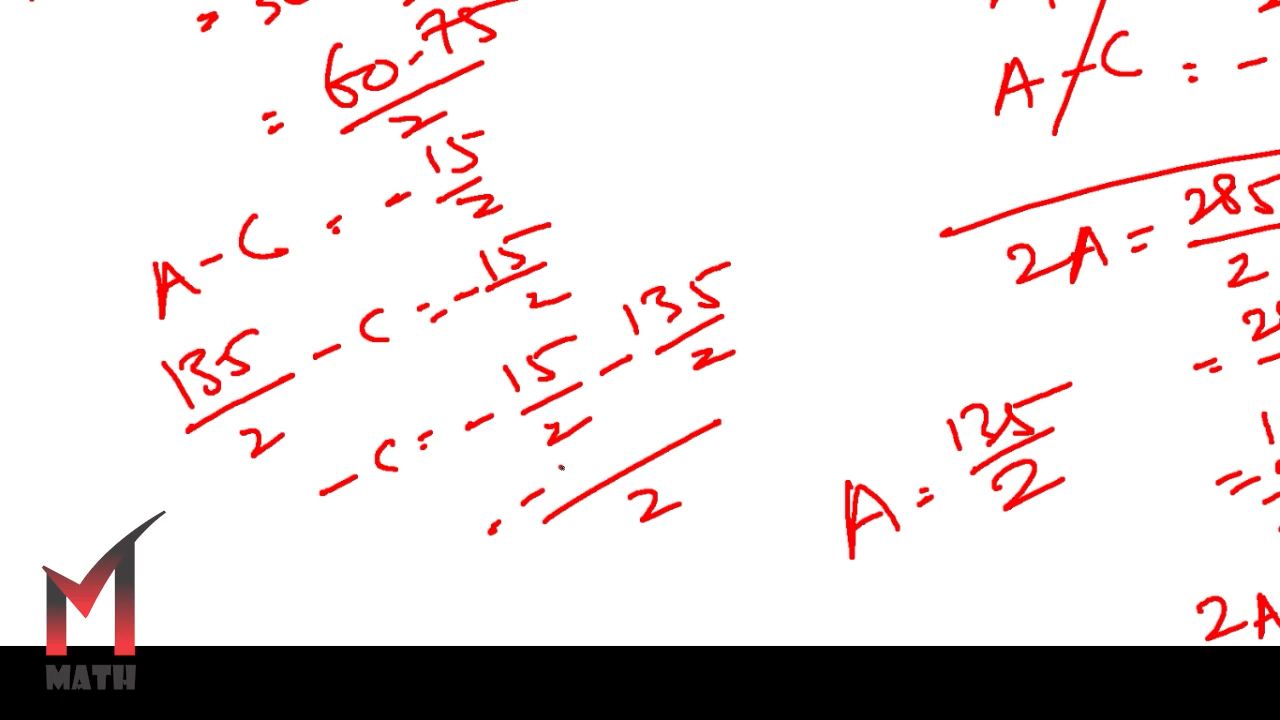 = 60-75/2
A - C = - 15/2
135/2 - C = - 15/2
- C = - 15/2 - 135/2
= - /2
A - C = -
2A = 285/2
=
A = 135/2
=
2A
MATH